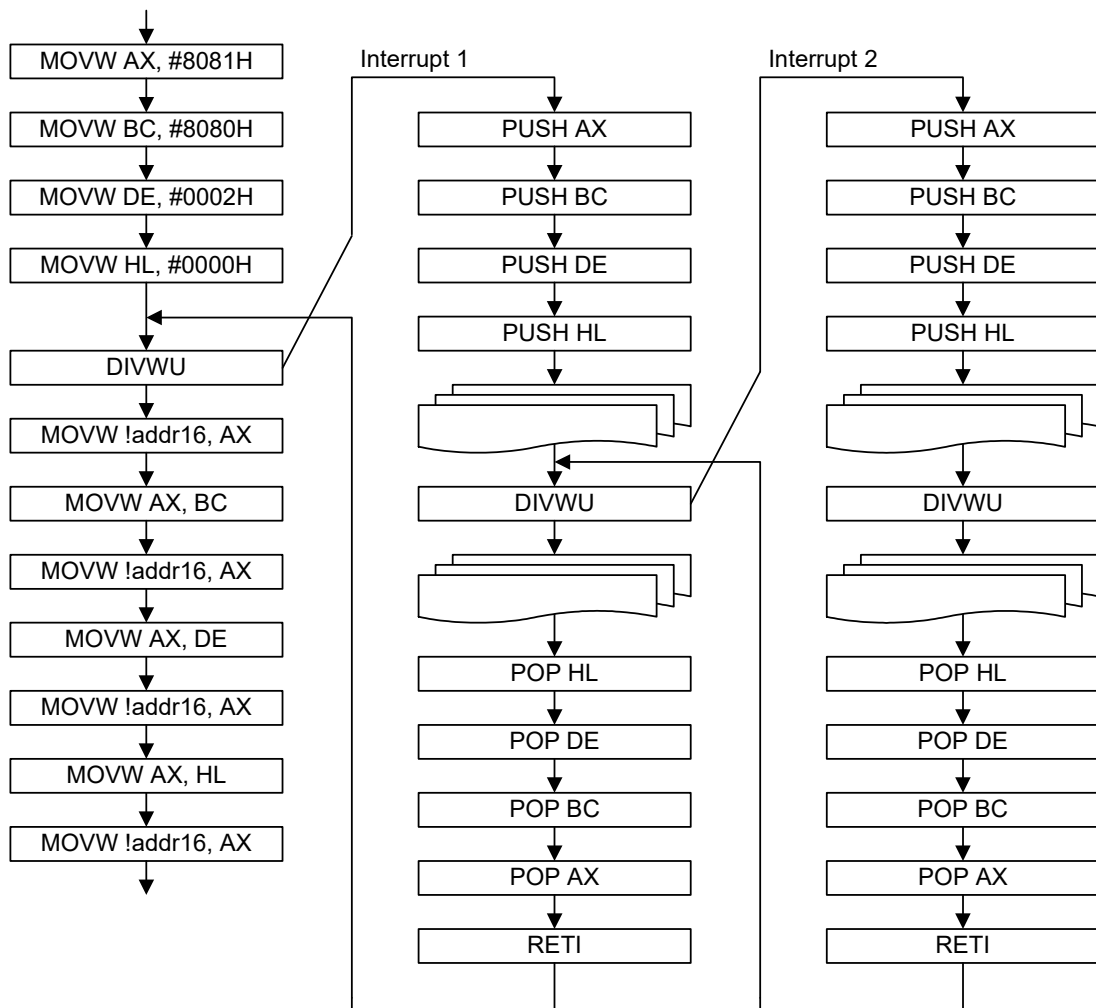 MOVW AX, #8081H
MOVW BC, #8080H
MOVW DE, #0002H
MOVW HL, #0000H
DIVWU
MOVW !addr16, AX
MOVW AX, BC
MOVW !addr16, AX
MOVW AX, DE
MOVW !addr16, AX
MOVW AX, HL
MOVW !addr16, AX
Interrupt 1
PUSH AX
PUSH BC
PUSH DE
PUSH HL
DIVWU
POP HL
POP DE
POP BC
POP AX
RETI
Interrupt 2
PUSH AX
PUSH BC
PUSH DE
PUSH HL
DIVWU
POP HL
POP DE
POP BC
POP AX
RETI